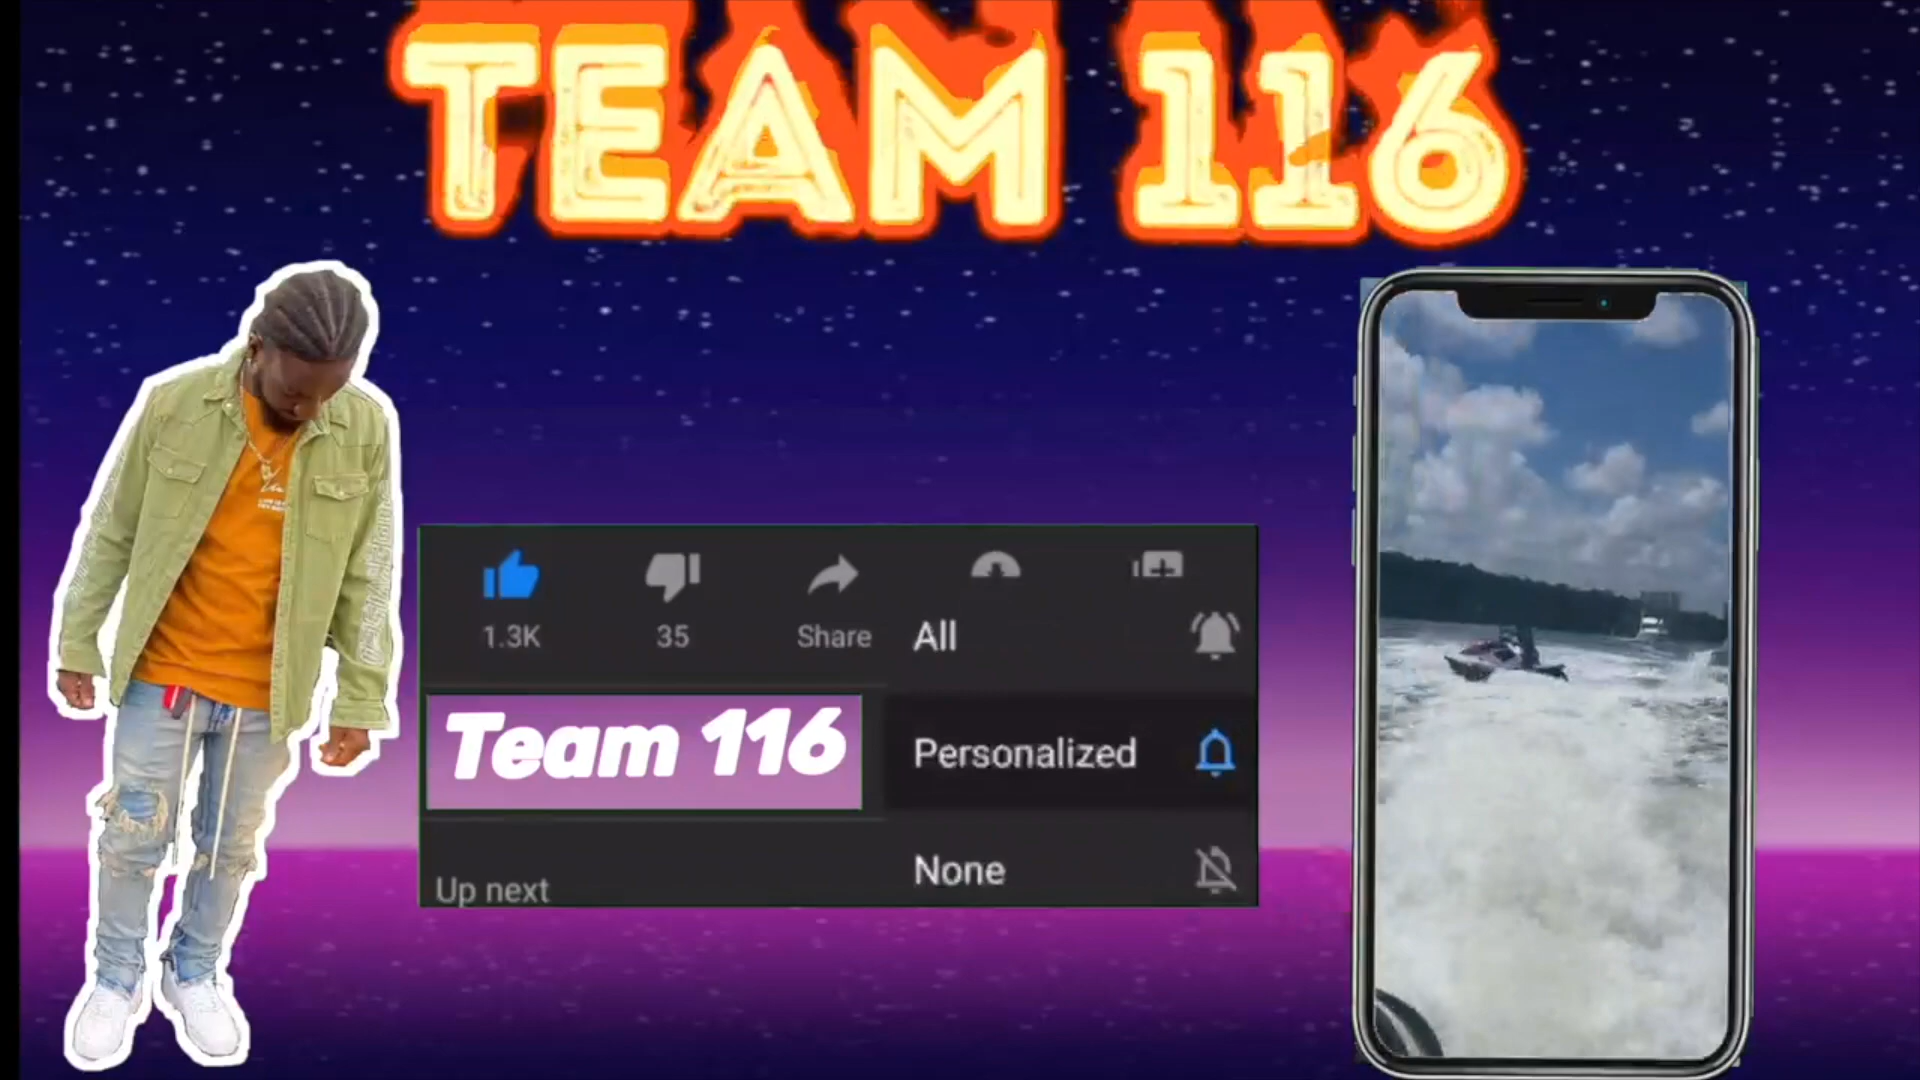 TEAM 116
1.3K 35 Share All
Team 116 Personalized
Up next None